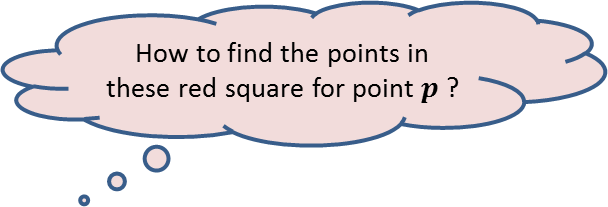 How to find the points in
these red square for point p ?